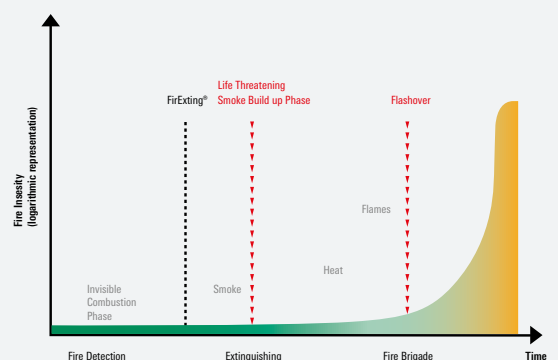 Life Threatening
FirExting® Smoke Build up Phase Flashover
Fire Insesity
(logarithmic representation)
Flames
Heat
Invisible
Combustion
Phase
Smoke
Fire Detection Extinguishing Fire Brigade Time